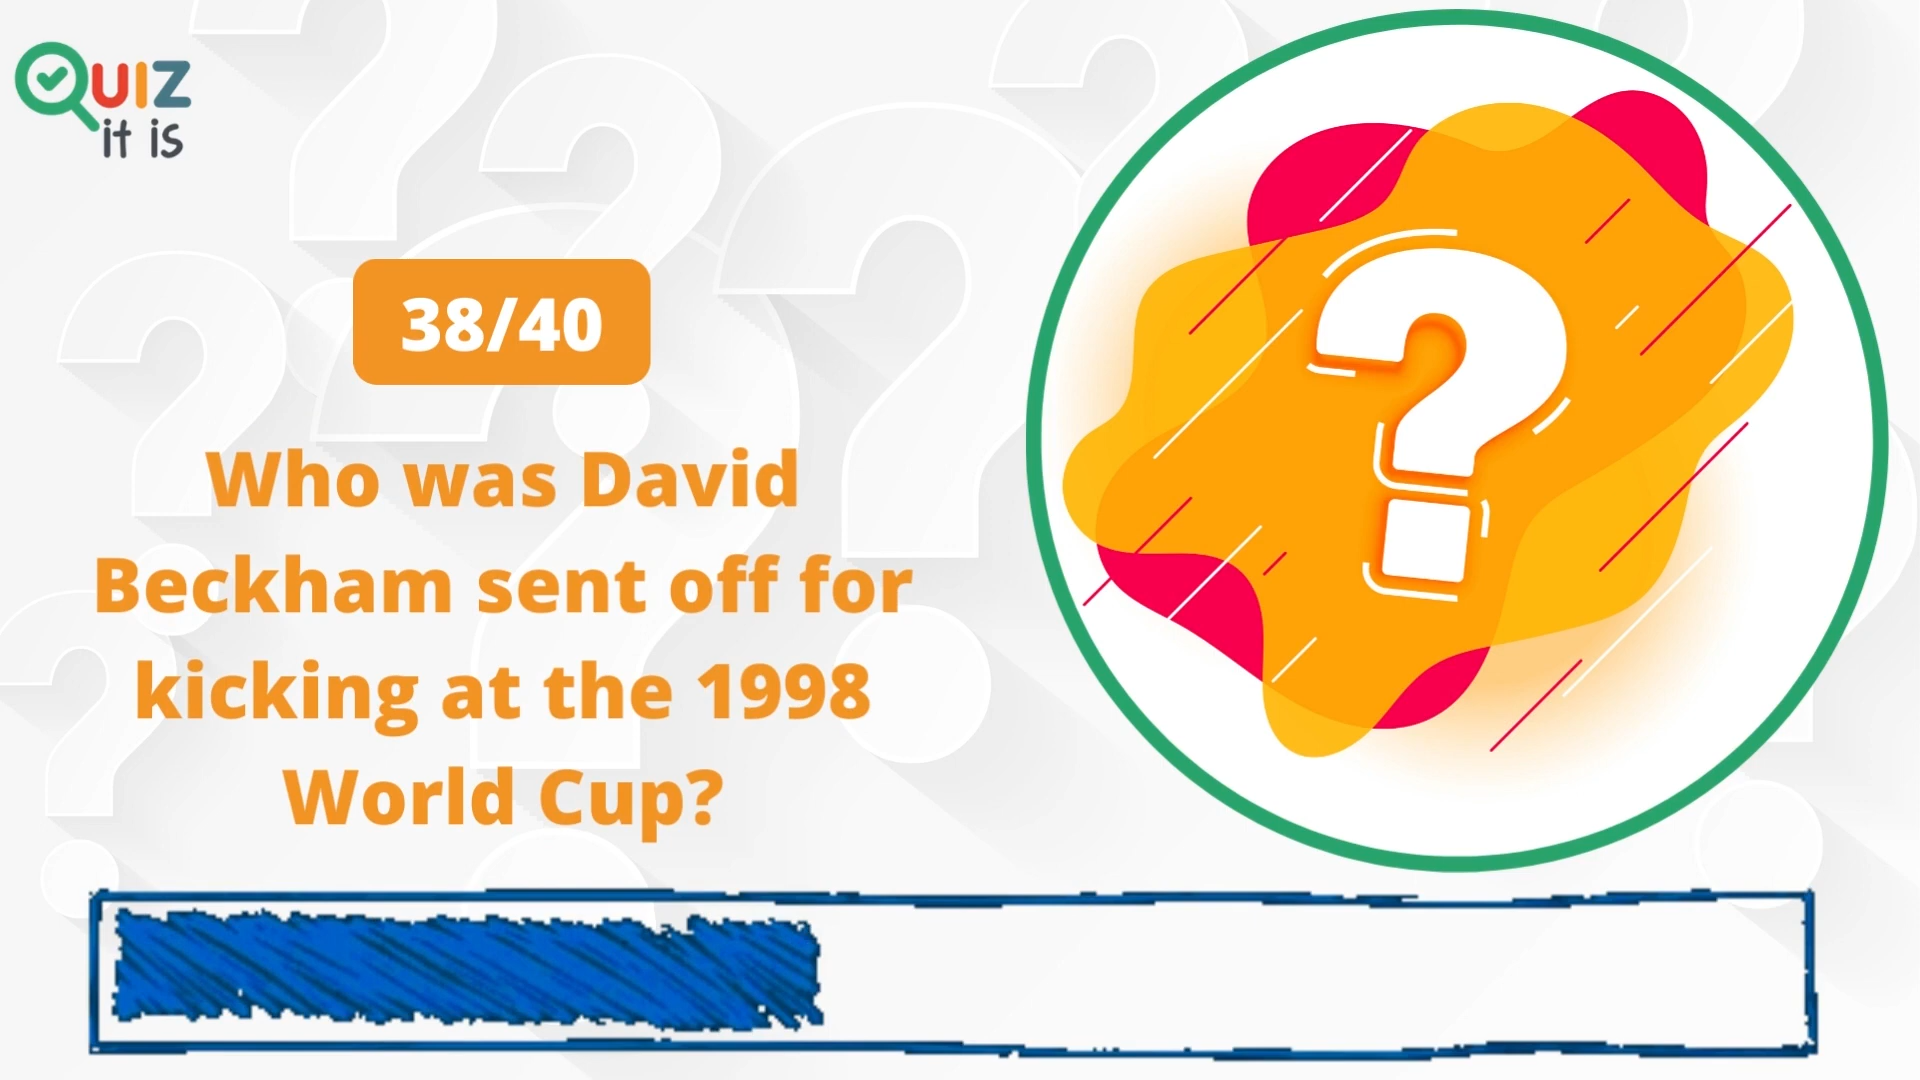 QUIZ
it is
38/40
Who was David
Beckham sent off for
kicking at the 1998
World Cup?